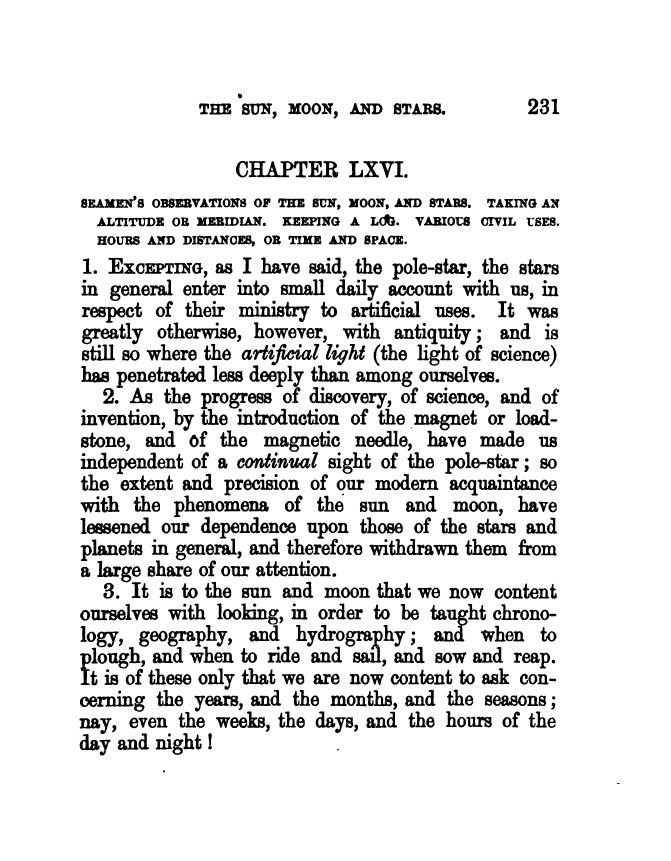 THE SUN, MOON, AND STARS. 231
CHAPTER LXVI.
SEAMEN'S OBSERVATIONS OF THE SUN, MOON, AND STARS. TAKING AN
ALTITUDE OR MERIDIAN. KEEPING A LOG. VARIOUS CIVIL USES.
HOURS AND DISTANCES, OR TIME AND SPACE.
1. EXCEPTING, as I have said, the pole-star, the stars
in general enter into small daily account with us, in
respect of their ministry to artificial uses. It was
greatly otherwise, however, with antiquity; and is
still so where the artificial light (the light of science)
has penetrated less deeply than among ourselves.
2. As the progress of discovery, of science, and of
invention, by the introduction of the magnet or load-
stone, and of the magnetic needle, have made us
independent of a continual sight of the pole-star; so
the extent and precision of our modern acquaintance
with the phenomena of the sun and moon, have
lessened our dependence upon those of the stars and
planets in general, and therefore withdrawn them from
a large share of our attention.
3. It is to the sun and moon that we now content
ourselves with looking, in order to be taught chrono-
logy, geography, and hydrography; and when to
plough, and when to ride and sail, and sow and reap.
It is of these only that we are now content to ask con-
cerning the years, and the months, and the seasons;
nay, even the weeks, the days, and the hours of the
day and night!